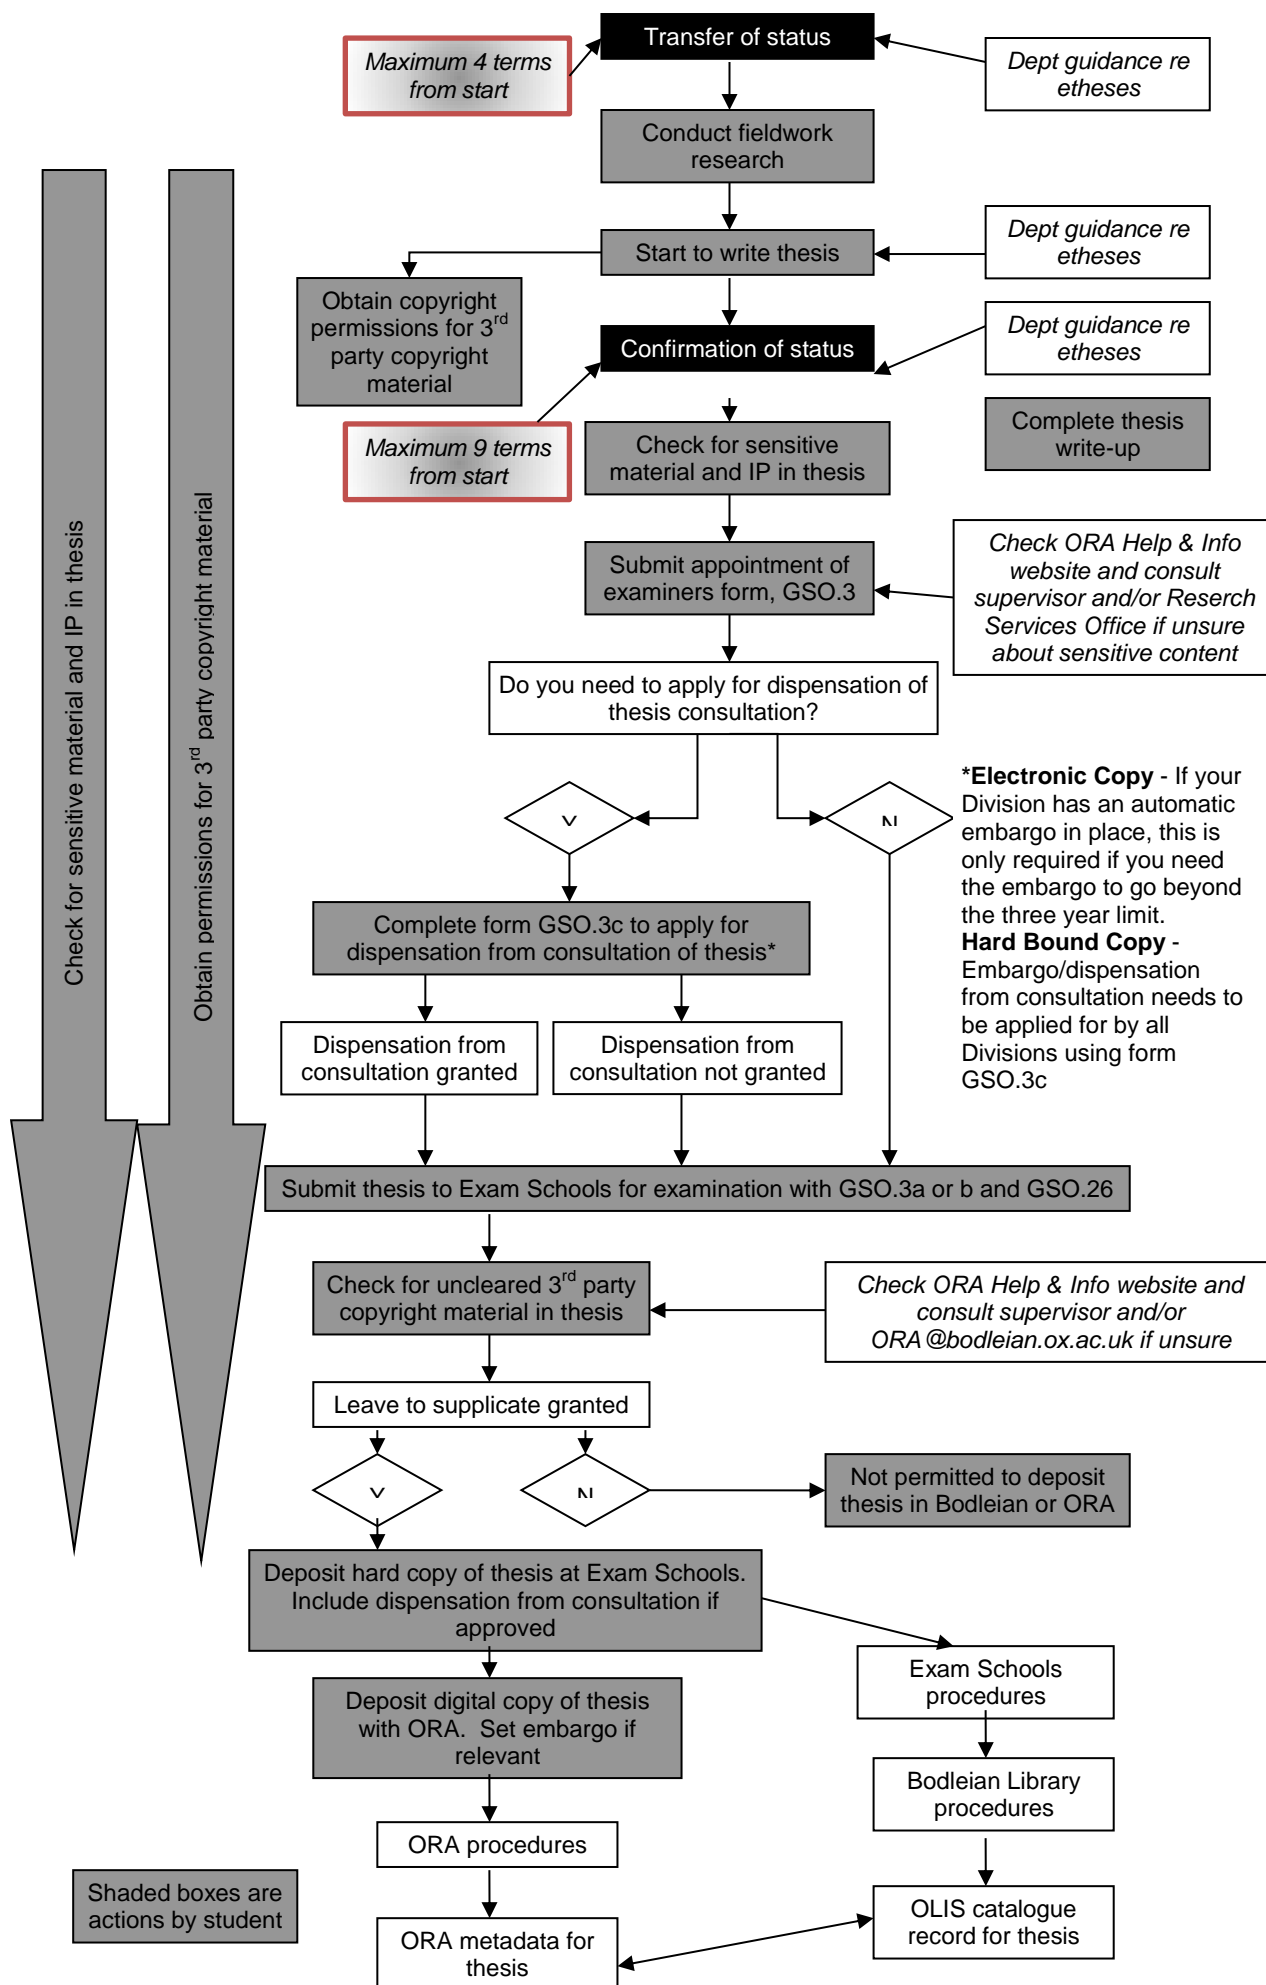 Transfer of status
Maximum 4 terms
from start
Dept guidance re
etheses
Conduct fieldwork
research
Start to write thesis
Dept guidance re
etheses
Obtain copyright
permissions for 3rd
party copyright
material
Confirmation of status
Dept guidance re
etheses
Maximum 9 terms
from start
Check for sensitive
material and IP in thesis
Complete thesis
write-up
Check for sensitive material and IP in thesis
Obtain permissions for 3rd party copyright material
Submit appointment of
examiners form, GSO.3
Check ORA Help & Info
website and consult
supervisor and/or Reserch
Services Office if unsure
about sensitive content
Do you need to apply for dispensation of
thesis consultation?
Y
N
*Electronic Copy - If your
Division has an automatic
embargo in place, this is
only required if you need
the embargo to go beyond
the three year limit.
Hard Bound Copy -
Embargo/dispensation
from consultation needs to
be applied for by all
Divisions using form
GSO.3c
Complete form GSO.3c to apply for
dispensation from consultation of thesis*
Dispensation from
consultation granted
Dispensation from
consultation not granted
Submit thesis to Exam Schools for examination with GSO.3a or b and GSO.26
Check for uncleared 3rd party
copyright material in thesis
Check ORA Help & Info website and
consult supervisor and/or
ORA@bodleian.ox.ac.uk if unsure
Leave to supplicate granted
Y
N
Not permitted to deposit
thesis in Bodleian or ORA
Deposit hard copy of thesis at Exam Schools.
Include dispensation from consultation if
approved
Exam Schools
procedures
Deposit digital copy of thesis
with ORA. Set embargo if
relevant
Bodleian Library
procedures
ORA procedures
Shaded boxes are
actions by student
OLIS catalogue
record for thesis
ORA metadata for
thesis